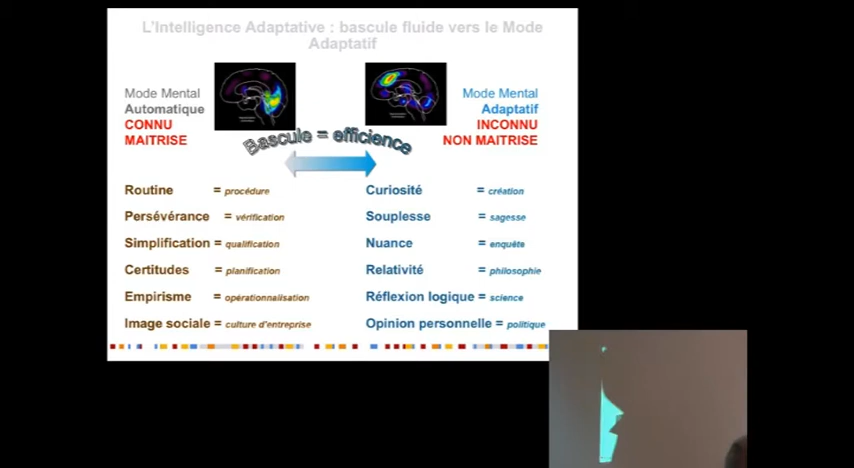 L'Intelligence Adaptative : bascule fluide vers le Mode
Adaptatif
Mode Mental
Automatique
CONNU
MAITRISE
Mode Mental
Adaptatif
INCONNU
NON MAITRISE
Bascule = efficience
Routine = procédure
Persévérance = vérification
Simplification = qualification
Certitudes = planification
Empirisme = opérationnalisation
Image sociale = culture d'entreprise
Curiosité = création
Souplesse = sagesse
Nuance = enquête
Relativité = philosophie
Réflexion logique = science
Opinion personnelle = politique